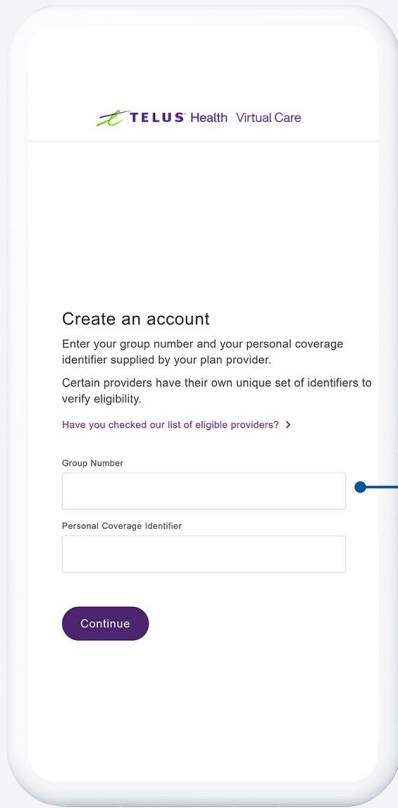 TELUS Health Virtual Care
Create an account
Enter your group number and your personal coverage
identifier supplied by your plan provider.
Certain providers have their own unique set of identifiers to
verify eligibility.
Have you checked our list of eligible providers? >
Group Number
Personal Coverage Identifier
Continue